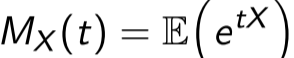 M_X(t) = 𝔼(e^{tX})